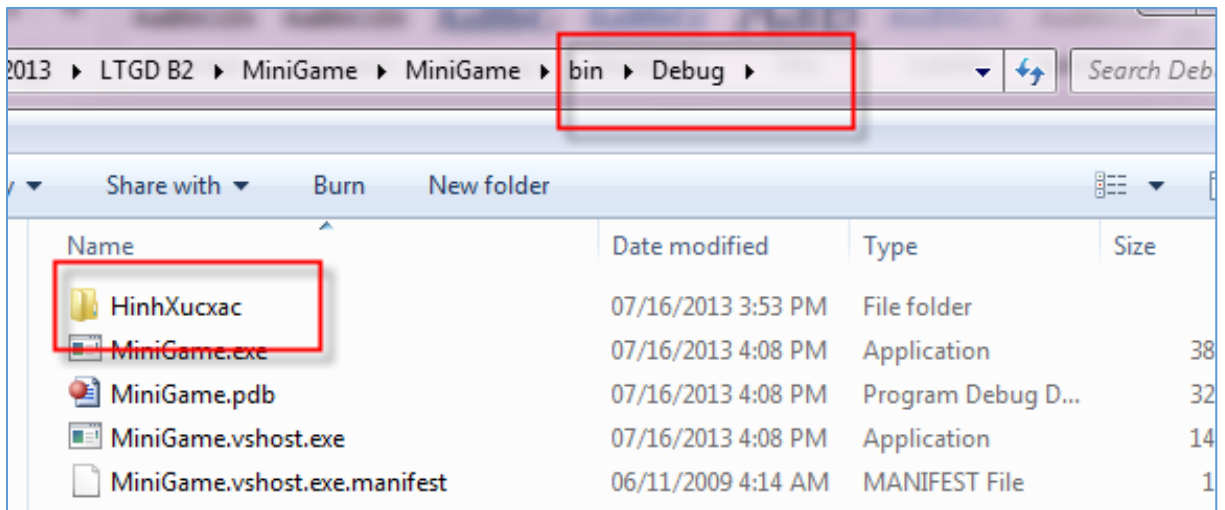 2013 ▸ LTGD B2 ▸ MiniGame ▸ MiniGame ▸ bin ▸ Debug ▸ Search Deb
Share with Burn New folder
Name Date modified Type Size
HinhXucxac 07/16/2013 3:53 PM File folder
MiniGame.exe 07/16/2013 4:08 PM Application 38
MiniGame.pdb 07/16/2013 4:08 PM Program Debug D... 32
MiniGame.vshost.exe 07/16/2013 4:08 PM Application 14
MiniGame.vshost.exe.manifest 06/11/2009 4:14 AM MANIFEST File 1